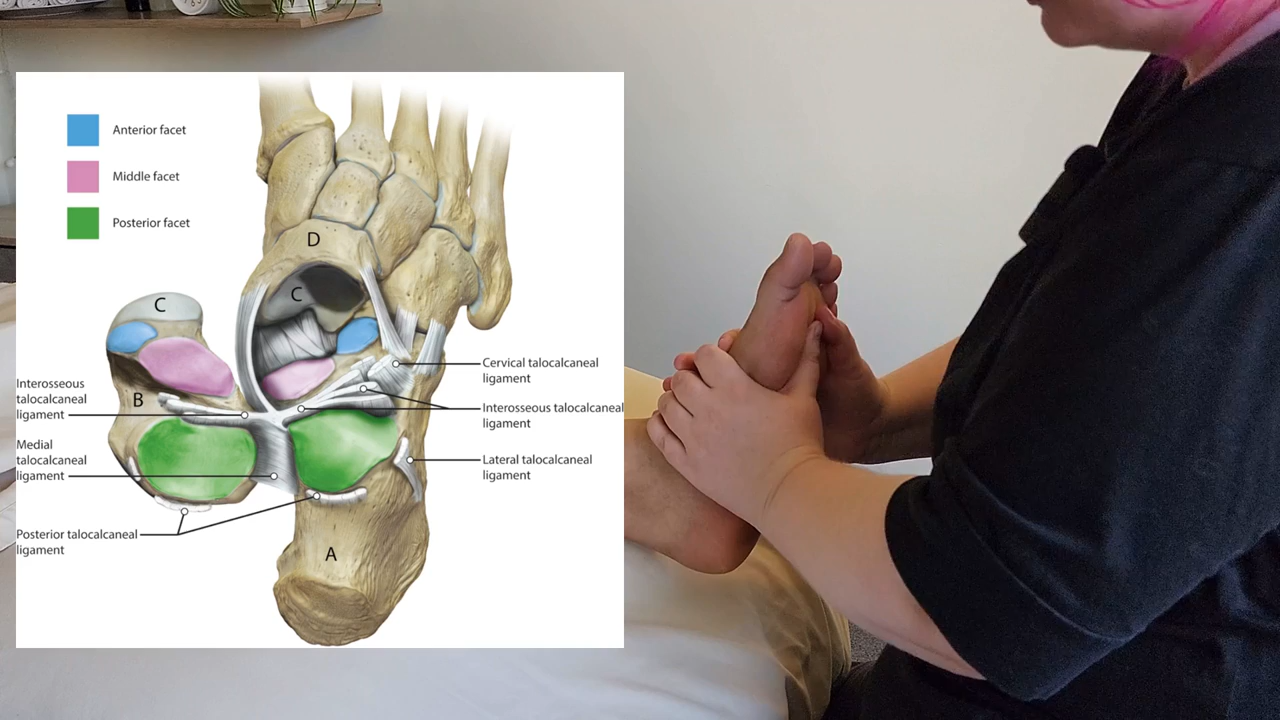 Anterior facet
Middle facet
Posterior facet
D
C
C
B
A
Interosseous
talocalcaneal
ligament
Medial
talocalcaneal
ligament
Posterior talocalcaneal
ligament
Cervical talocalcaneal
ligament
Interosseous talocalcaneal
ligament
Lateral talocalcaneal
ligament